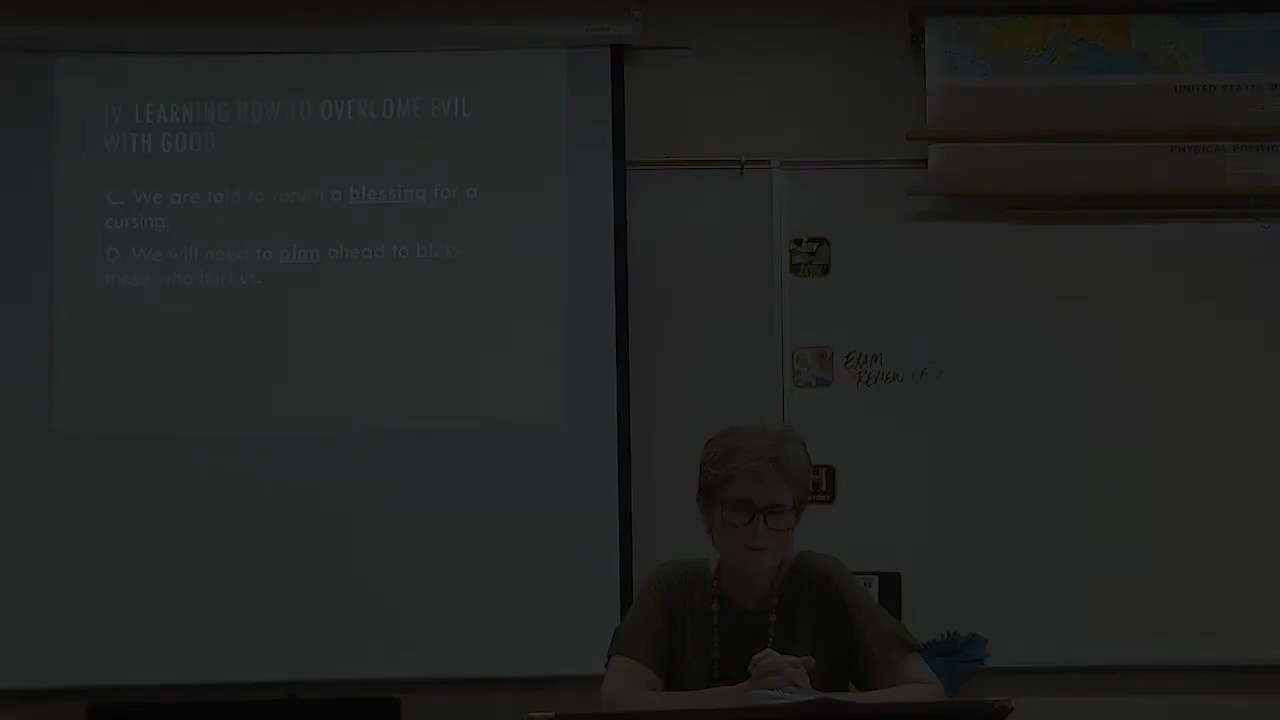 IV. LEARNING HOW TO OVERCOME EVIL
WITH GOOD
C. We are told to return a blessing for a
cursing.
D. We will need to plan ahead to bless
those who hurt us.
UNITED STATES
PHYSICAL POLITIC
EXAM
REVIEW
H